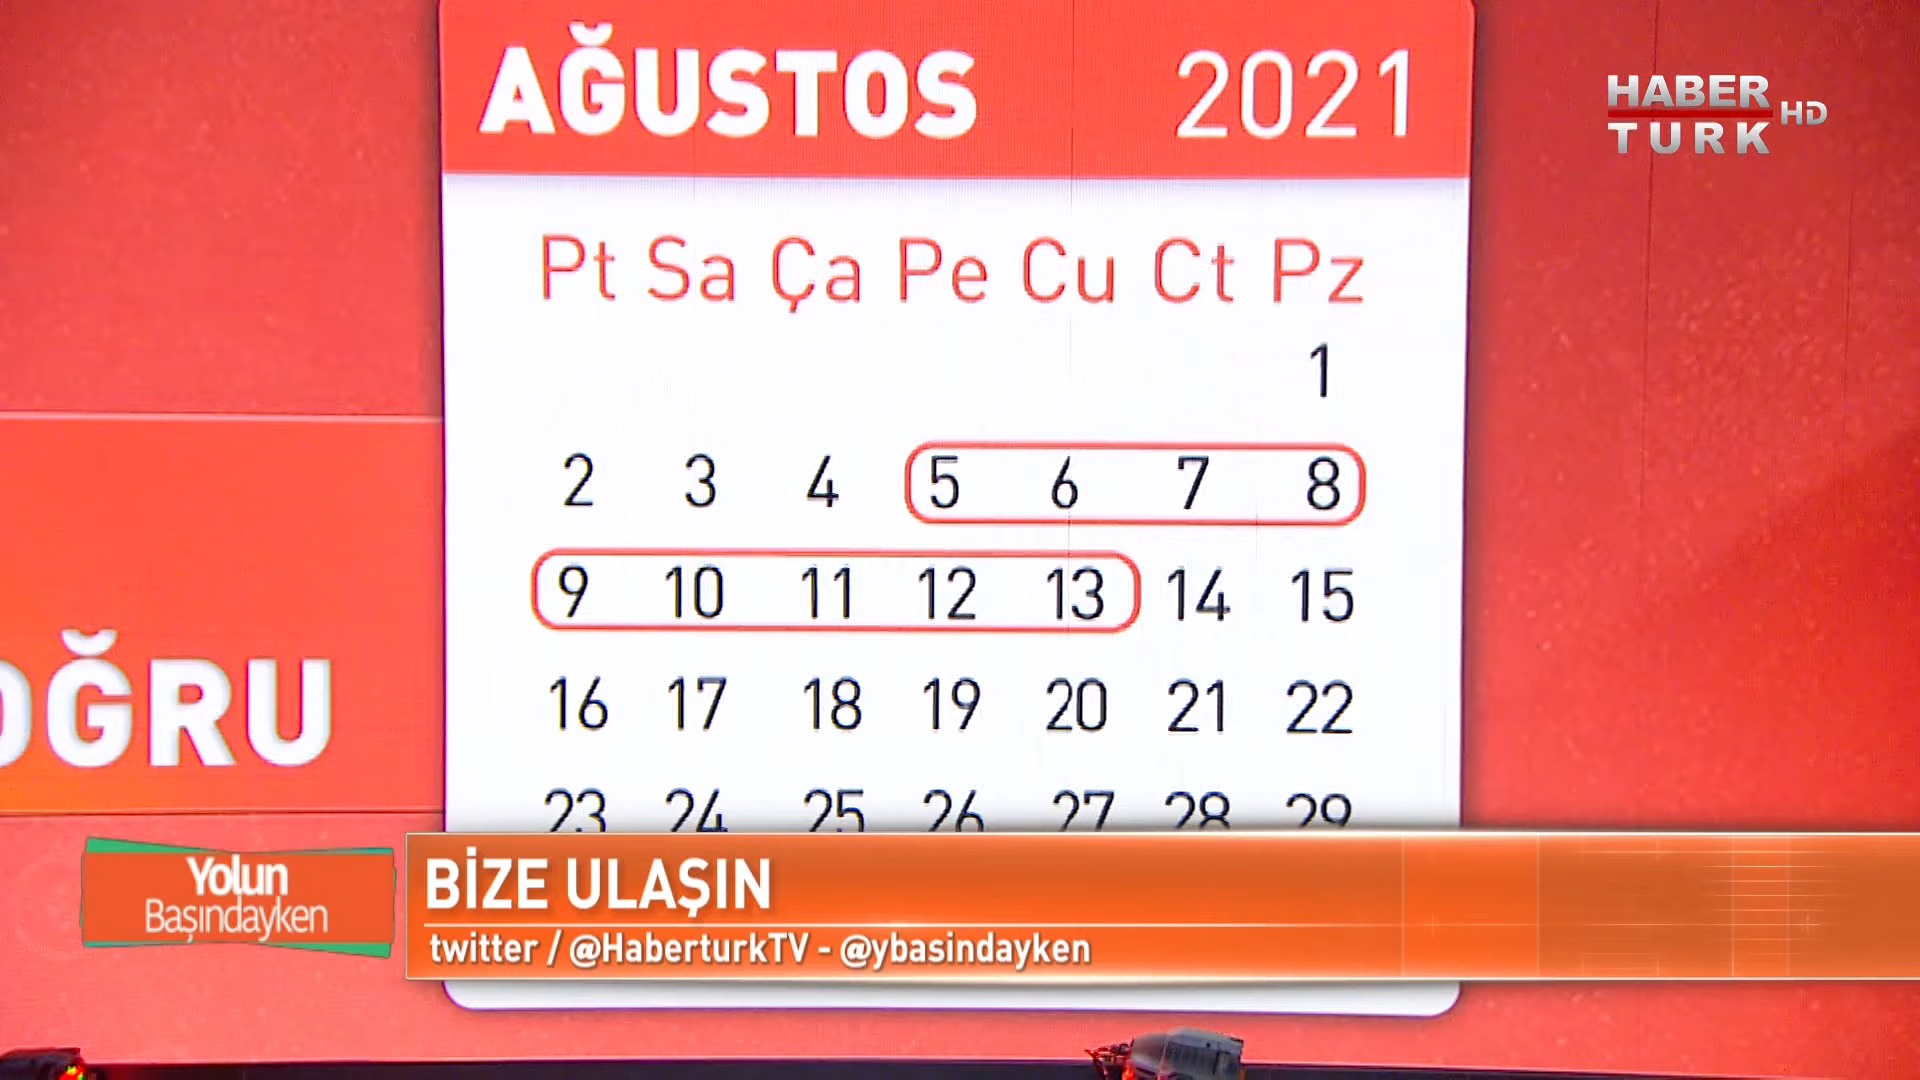 AĞUSTOS 2021
HABER
TURK HD
Pt Sa Ça Pe Cu Ct Pz
1
2 3 4 5 6 7 8
9 10 11 12 13 14 15
16 17 18 19 20 21 22
23 24 25 26 27 28 29
OĞRU
Yolun
Başındayken
BİZE ULAŞIN
twitter / @HaberturkTV - @ybasindayken